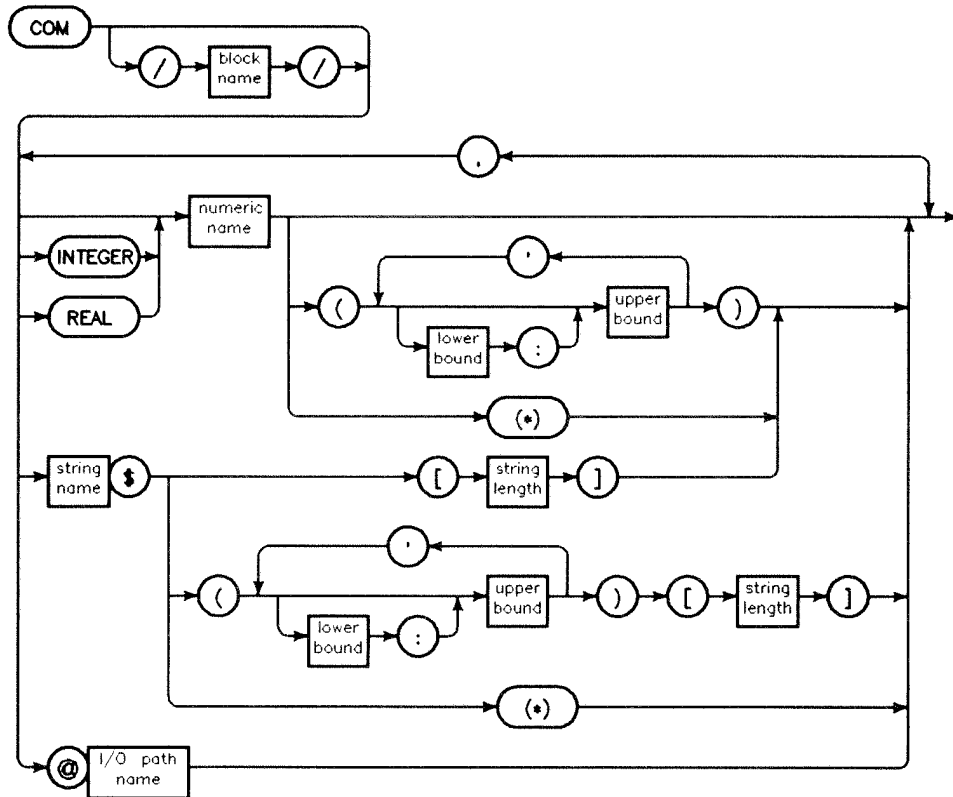 COM
/ block name /
,
numeric name
INTEGER
REAL
'
( lower bound : upper bound )
(*)
string name $ [ string length ]
'
( lower bound : upper bound ) [ string length ]
(*)
@ I/O path name